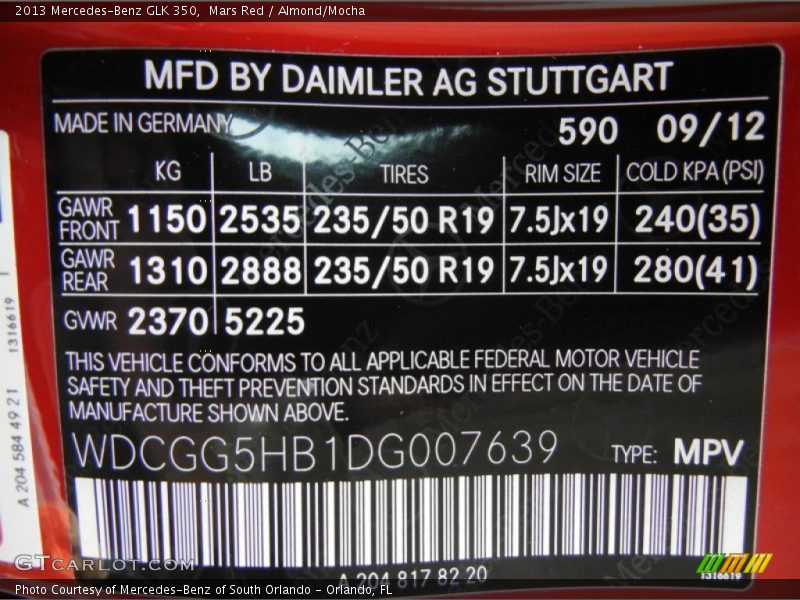 2013 Mercedes-Benz GLK 350, Mars Red / Almond/Mocha
MFD BY DAIMLER AG STUTTGART
MADE IN GERMANY 590 09/12
KG LB TIRES RIM SIZE COLD KPA (PSI)
GAWR FRONT 1150 2535 235/50 R19 7.5Jx19 240(35)
GAWR REAR 1310 2888 235/50 R19 7.5Jx19 280(41)
GVWR 2370 5225
THIS VEHICLE CONFORMS TO ALL APPLICABLE FEDERAL MOTOR VEHICLE
SAFETY AND THEFT PREVENTION STANDARDS IN EFFECT ON THE DATE OF
MANUFACTURE SHOWN ABOVE.
WDCGG5HB1DG007639 TYPE: MPV
A 204 817 82 20
A 204 584 49 21
1316619
GTCARLOT.COM
1316619
Photo Courtesy of Mercedes-Benz of South Orlando - Orlando, FL